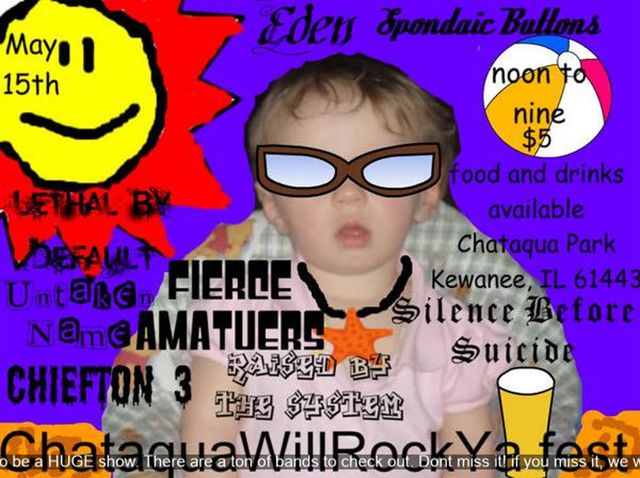 Eden Spondaic Buttons
May
15th
noon to
nine
$5
food and drinks
available
Chataqua Park
Kewanee, IL 61443
LETHAL BY
DEFAULT
Untaken
Name
FIERCE
AMATUERS
Silence Before
Suicide
RAISED BY
THE SYSTEM
CHIEFTON 3
ChataquaWillRockYa fest
o be a HUGE show. There are a ton of bands to check out. Dont miss it! if you miss it, we w